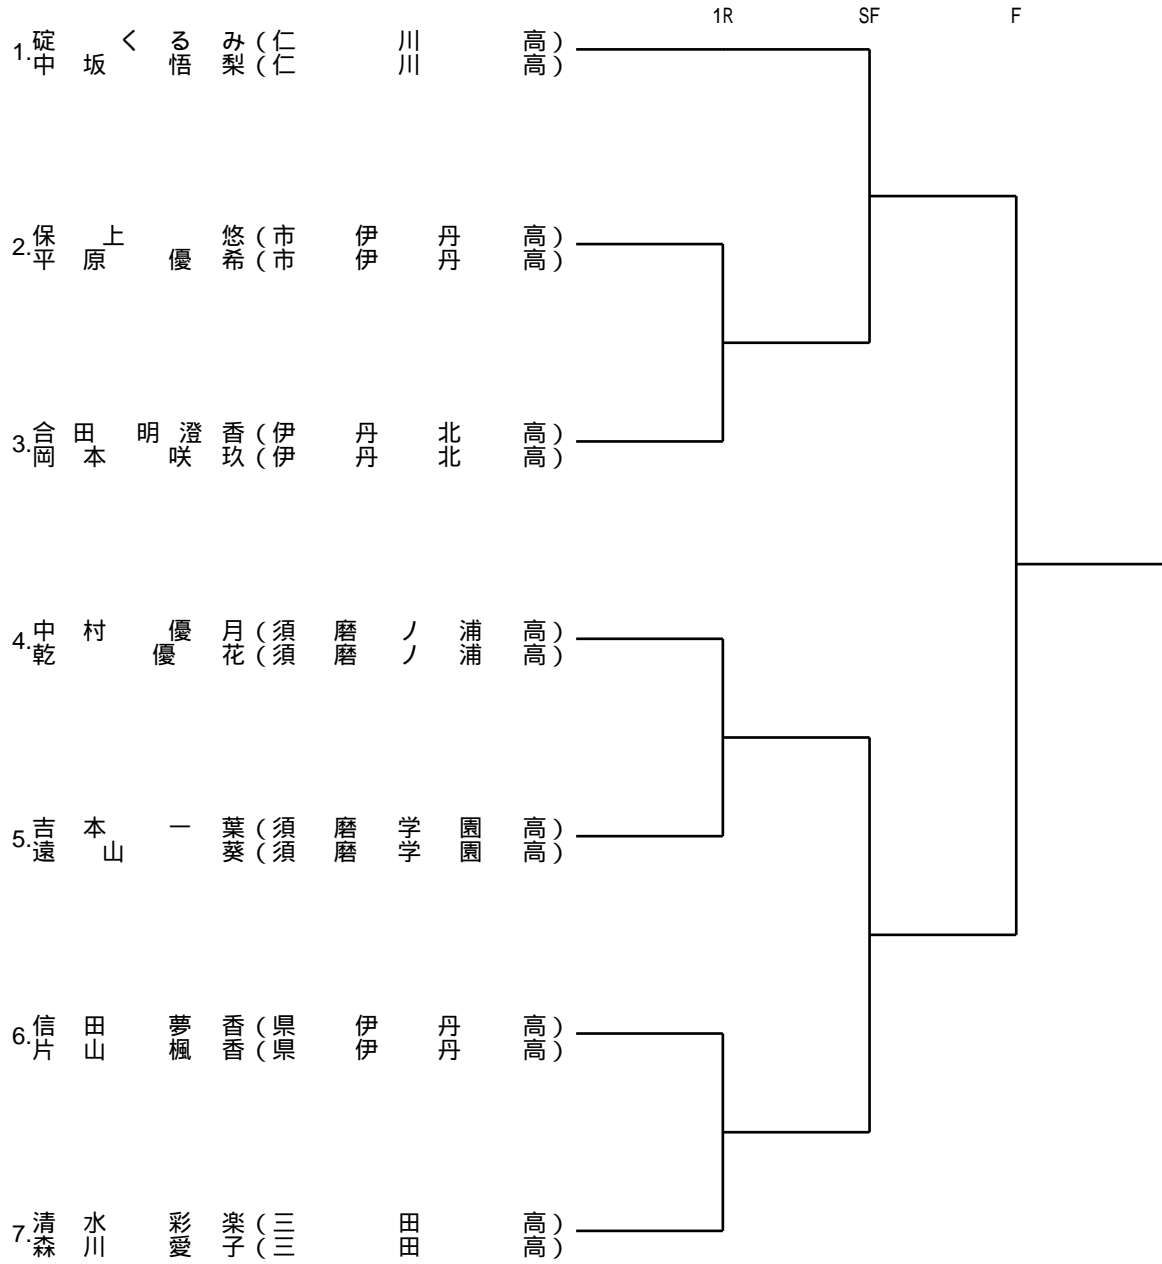 1R SF F
1. 碇 くるみ(仁川高)
中坂 悟梨(仁川高)
2. 保上 悠(市伊丹高)
平原 優希(市伊丹高)
3. 合田 明澄香(伊丹北高)
岡本 咲玖(伊丹北高)
4. 中村 優月(須磨ノ浦高)
乾 優花(須磨ノ浦高)
5. 吉本 一葉(須磨学園高)
遠山 葵(須磨学園高)
6. 信田 夢香(県伊丹高)
片山 楓香(県伊丹高)
7. 清水 彩楽(三田高)
森川 愛子(三田高)